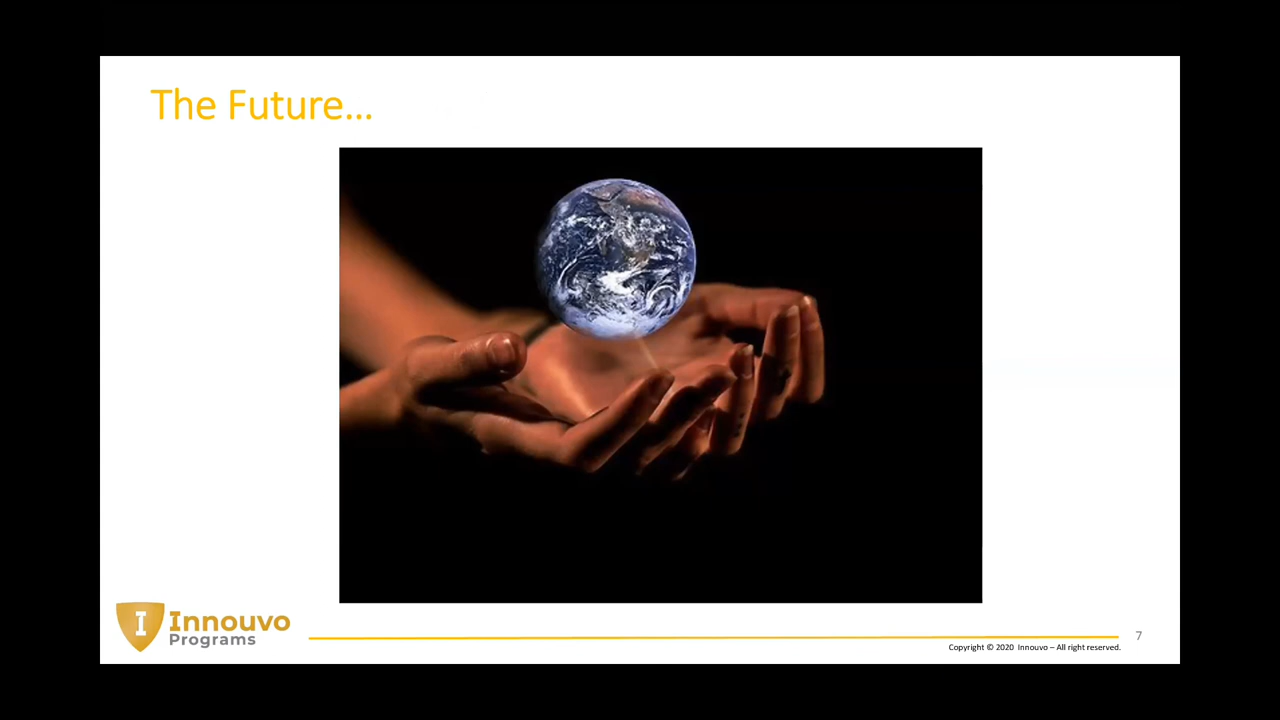 The Future...
I Innouvo
Programs
7
Copyright © 2020 Innouvo – All right reserved.